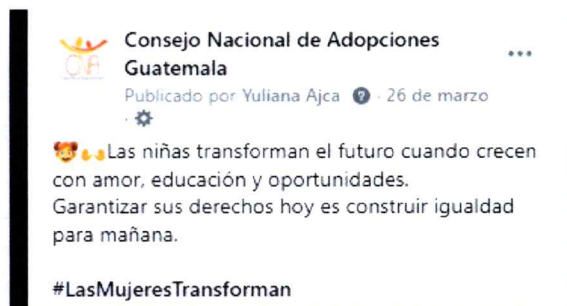 Consejo Nacional de Adopciones
Guatemala
CNA
Publicado por Yuliana Ajca · 26 de marzo
Las niñas transforman el futuro cuando crecen
con amor, educación y oportunidades.
Garantizar sus derechos hoy es construir igualdad
para mañana.
#LasMujeresTransforman